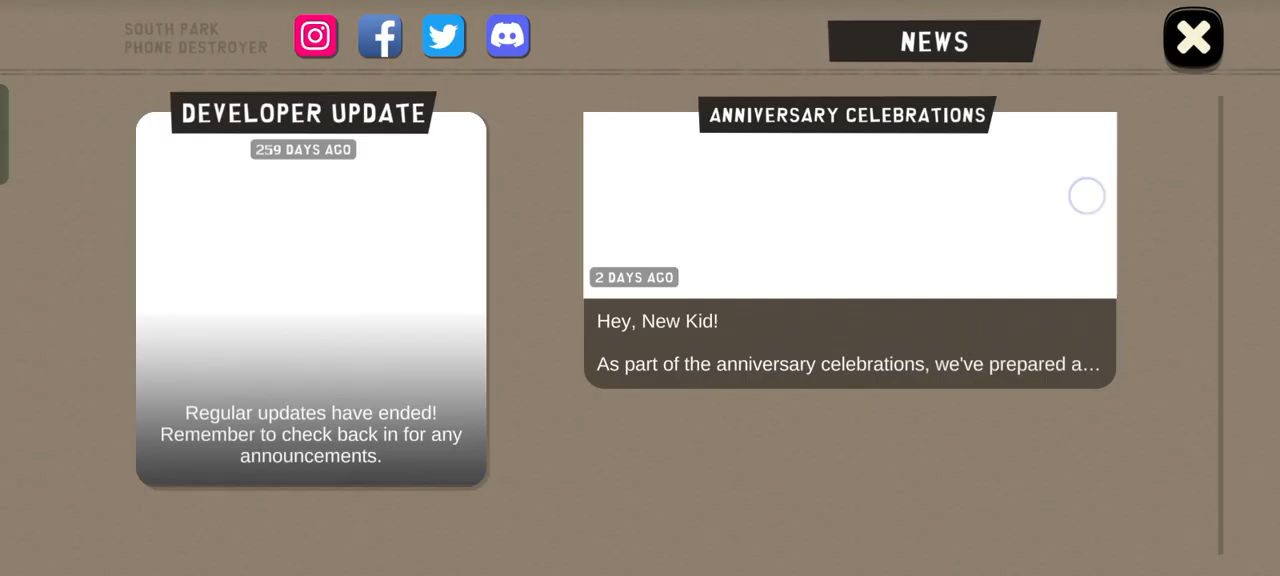 SOUTH PARK
PHONE DESTROYER
NEWS
DEVELOPER UPDATE
259 DAYS AGO
Regular updates have ended!
Remember to check back in for any
announcements.
ANNIVERSARY CELEBRATIONS
2 DAYS AGO
Hey, New Kid!
As part of the anniversary celebrations, we've prepared a...